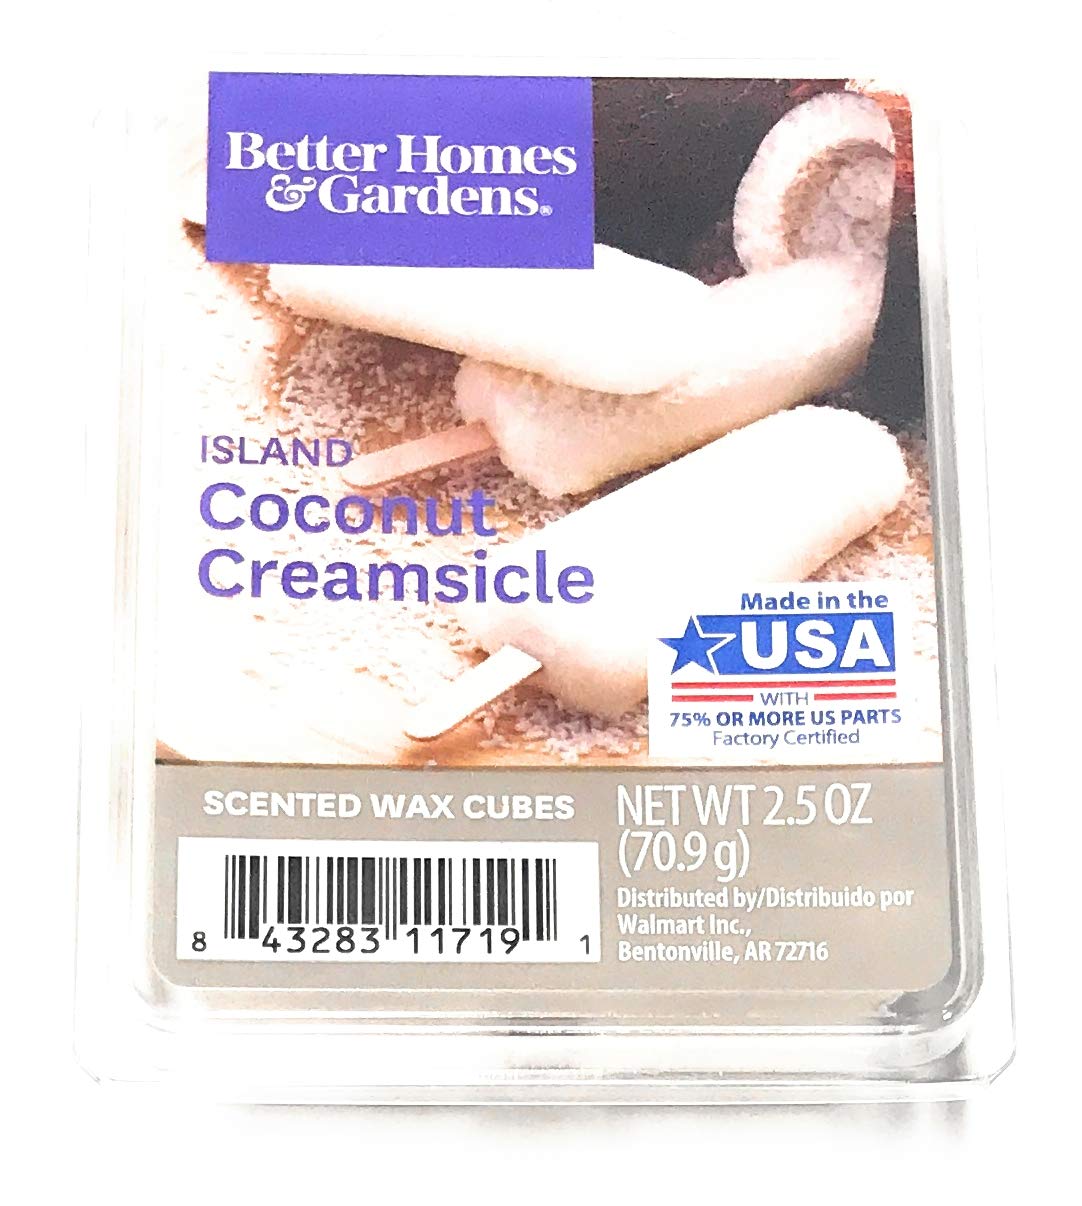 Better Homes
&Gardens®
ISLAND
Coconut
Creamsicle
Made in the
USA
WITH
75% OR MORE US PARTS
Factory Certified
SCENTED WAX CUBES
NET WT 2.5 OZ
(70.9 g)
Distributed by/Distribuido por
Walmart Inc.,
Bentonville, AR 72716
8 43283 11719 1